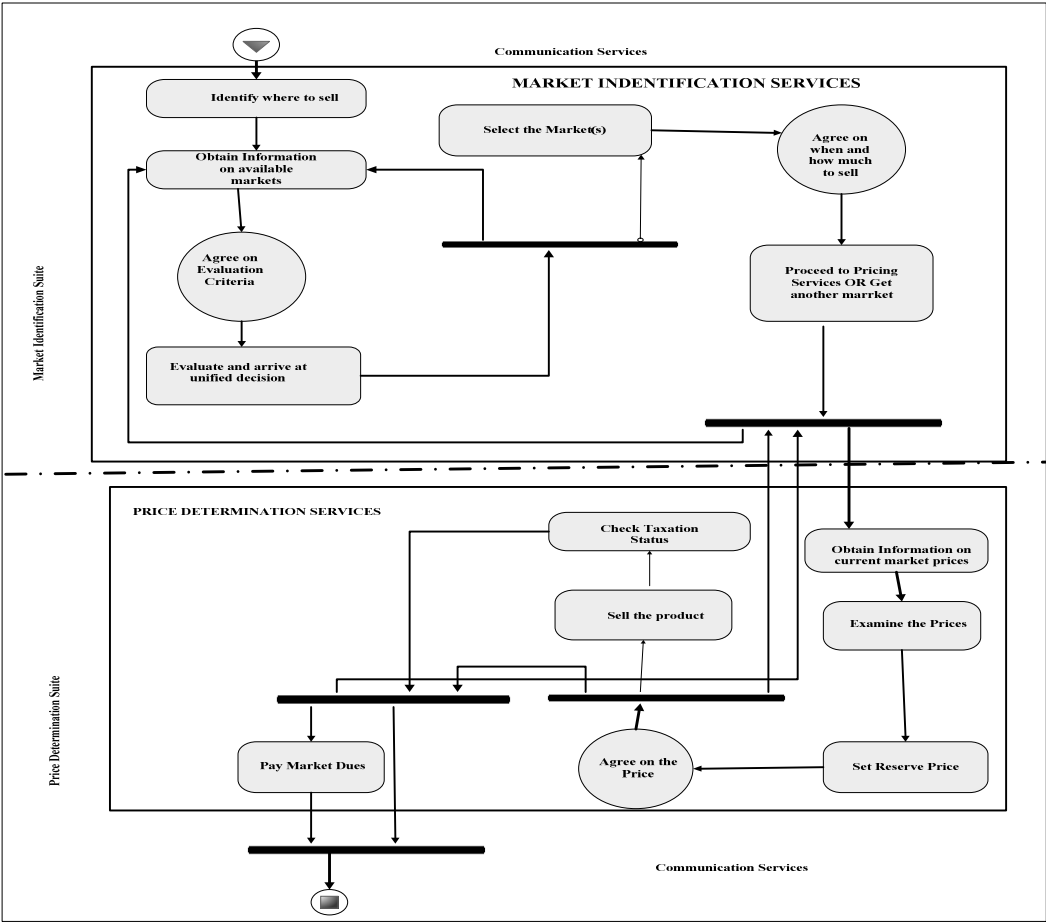 Communication Services
MARKET INDENTIFICATION SERVICES
Identify where to sell
Obtain Information
on available
markets
Agree on
Evaluation
Criteria
Evaluate and arrive at
unified decision
Select the Market(s)
Agree on
when and
how much
to sell
Proceed to Pricing
Services OR Get
another marrket
Market Identification Suite
PRICE DETERMINATION SERVICES
Check Taxation
Status
Sell the product
Obtain Information on
current market prices
Examine the Prices
Set Reserve Price
Agree on the
Price
Pay Market Dues
Price Determination Suite
Communication Services